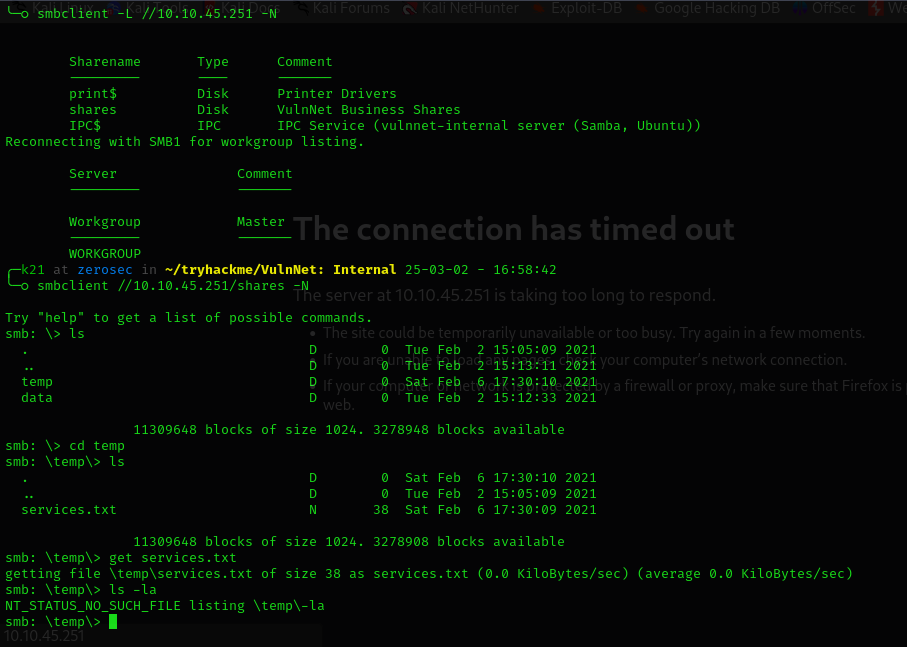 Kali Forums Kali NetHunter Exploit-DB Google Hacking DB OffSec
╰─○ smbclient -L //10.10.45.251 -N
Sharename Type Comment
print$ Disk Printer Drivers
shares Disk VulnNet Business Shares
IPC$ IPC IPC Service (vulnnet-internal server (Samba, Ubuntu))
Reconnecting with SMB1 for workgroup listing.
Server Comment
Workgroup Master
The connection has timed out
WORKGROUP
╭─k21 at zerosec in ~/tryhackme/VulnNet: Internal 25-03-02 - 16:58:42
╰─○ smbclient //10.10.45.251/shares -N
The server at 10.10.45.251 is taking too long to respond.
Try "help" to get a list of possible commands.
smb: \> ls
The site could be temporarily unavailable or too busy. Try again in a few moments.
. D 0 Tue Feb 2 15:05:09 2021
.. D 0 Tue Feb 2 15:13:11 2021
If you are unable to load any pages, check your computer's network connection.
temp D 0 Sat Feb 6 17:30:10 2021
If your computer or network is protected by a firewall or proxy, make sure that Firefox is
data D 0 Tue Feb 2 15:12:33 2021
web.
11309648 blocks of size 1024. 3278948 blocks available
smb: \> cd temp
smb: \temp\> ls
. D 0 Sat Feb 6 17:30:10 2021
.. D 0 Tue Feb 2 15:05:09 2021
services.txt N 38 Sat Feb 6 17:30:09 2021
11309648 blocks of size 1024. 3278908 blocks available
smb: \temp\> get services.txt
getting file \temp\services.txt of size 38 as services.txt (0.0 KiloBytes/sec) (average 0.0 KiloBytes/sec)
smb: \temp\> ls -la
NT_STATUS_NO_SUCH_FILE listing \temp\-la
smb: \temp\>
10.10.45.251